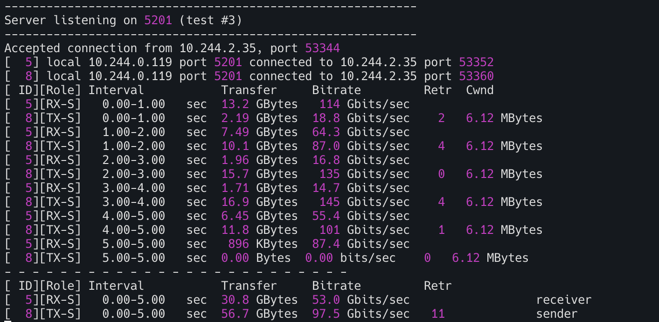 -----------------------------------------------------------
Server listening on 5201 (test #3)
-----------------------------------------------------------
Accepted connection from 10.244.2.35, port 53344
[  5] local 10.244.0.119 port 5201 connected to 10.244.2.35 port 53352
[  8] local 10.244.0.119 port 5201 connected to 10.244.2.35 port 53360
[ ID][Role] Interval           Transfer     Bitrate         Retr  Cwnd
[  5][RX-S]   0.00-1.00   sec  13.2 GBytes   114 Gbits/sec
[  8][TX-S]   0.00-1.00   sec  2.19 GBytes  18.8 Gbits/sec    2   6.12 MBytes
[  5][RX-S]   1.00-2.00   sec  7.49 GBytes  64.3 Gbits/sec
[  8][TX-S]   1.00-2.00   sec  10.1 GBytes  87.0 Gbits/sec    4   6.12 MBytes
[  5][RX-S]   2.00-3.00   sec  1.96 GBytes  16.8 Gbits/sec
[  8][TX-S]   2.00-3.00   sec  15.7 GBytes   135 Gbits/sec    0   6.12 MBytes
[  5][RX-S]   3.00-4.00   sec  1.71 GBytes  14.7 Gbits/sec
[  8][TX-S]   3.00-4.00   sec  16.9 GBytes   145 Gbits/sec    4   6.12 MBytes
[  5][RX-S]   4.00-5.00   sec  6.45 GBytes  55.4 Gbits/sec
[  8][TX-S]   4.00-5.00   sec  11.8 GBytes   101 Gbits/sec    1   6.12 MBytes
[  5][RX-S]   5.00-5.00   sec   896 KBytes  87.4 Gbits/sec
[  8][TX-S]   5.00-5.00   sec  0.00 Bytes  0.00 bits/sec    0   6.12 MBytes
- - - - - - - - - - - - - - - - - - - - - - - - -
[ ID][Role] Interval           Transfer     Bitrate         Retr
[  5][RX-S]   0.00-5.00   sec  30.8 GBytes  53.0 Gbits/sec                  receiver
[  8][TX-S]   0.00-5.00   sec  56.7 GBytes  97.5 Gbits/sec   11             sender